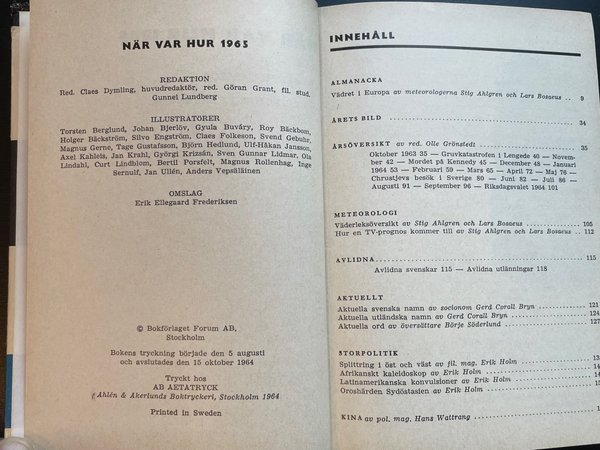 NÄR VAR HUR 1965
REDAKTION
Red. Claes Dymling, huvudredaktör, red. Göran Grant, fil. stud.
Gunnel Lundberg
ILLUSTRATORER
Torsten Berglund, Johan Bjerlöv, Gyula Buváry, Roy Bäckbom,
Holger Bäckström, Silvo Engström, Claes Folkeson, Svend Gebuhr,
Magnus Gerne, Tage Gustafsson, Björn Hedlund, Ulf-Håkan Jansson,
Axel Kahleis, Jan Krahl, Györgi Krizsán, Sven Gunnar Lidmar, Ola
Lindahl, Curt Lindblom, Bertil Porsfelt, Magnus Rollenhag, Inge
Sernulf, Jan Ullén, Anders Vepsäläinen
OMSLAG
Erik Ellegaard Frederiksen
© Bokförlaget Forum AB,
Stockholm
Bokens tryckning började den 5 augusti
och avslutades den 15 oktober 1964
Tryckt hos
AB AETATRYCK
Åhlén & Åkerlunds Boktryckeri, Stockholm 1964
Printed in Sweden
INNEHÅLL
ALMANACKA
Vädret i Europa av meteorologerna Stig Ahlgren och Lars Bosaeus .. 9
ÅRETS BILD 34
ÅRSÖVERSIKT av red. Olle Grönstedt 35
Oktober 1963 35 — Gruvkatastrofen i Lengede 40 — Novem-
ber 42 — Mordet på Kennedy 45 — December 48 — Januari
1964 53 — Februari 59 — Mars 65 — April 72 — Maj 76 —
Chrustjevs besök i Sverige 80 — Juni 82 — Juli 86 —
Augusti 91 — September 96 — Riksdagsvalet 1964 101
METEOROLOGI
Väderleksöversikt av Stig Ahlgren och Lars Bosaeus 105
Hur en TV-prognos kommer till av Stig Ahlgren och Lars Bosaeus .. 112
AVLIDNA 115
Avlidna svenskar 115 — Avlidna utlänningar 118
AKTUELLT
Aktuella svenska namn av socionom Gerd Corall Bryn 121
Aktuella utländska namn av Gerd Corall Bryn 124
Aktuella ord av översättare Börje Söderlund 127
STORPOLITIK
Splittring i öst och väst av fil. mag. Erik Holm
Afrikanskt kaleidoskop av Erik Holm
Latinamerikanska konvulsioner av Erik Holm
Oroshärden Sydöstasien av Erik Holm
KINA av pol. mag. Hans Wattrang